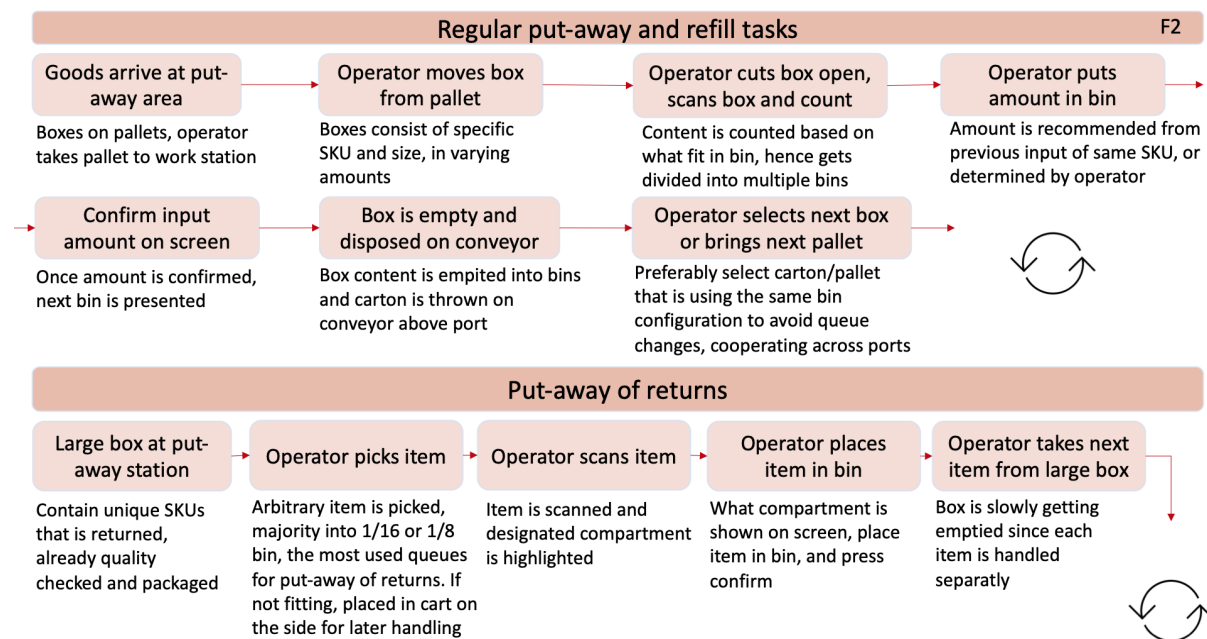 Regular put-away and refill tasks
F2
Goods arrive at put-
away area
Boxes on pallets, operator
takes pallet to work station
Operator moves box
from pallet
Boxes consist of specific
SKU and size, in varying
amounts
Operator cuts box open,
scans box and count
Content is counted based on
what fit in bin, hence gets
divided into multiple bins
Operator puts
amount in bin
Amount is recommended from
previous input of same SKU, or
determined by operator
Confirm input
amount on screen
Once amount is confirmed,
next bin is presented
Box is empty and
disposed on conveyor
Box content is empited into bins
and carton is thrown on
conveyor above port
Operator selects next box
or brings next pallet
Preferably select carton/pallet
that is using the same bin
configuration to avoid queue
changes, cooperating across ports
Put-away of returns
Large box at put-
away station
Contain unique SKUs
that is returned,
already quality
checked and packaged
Operator picks item
Arbitrary item is picked,
majority into 1/16 or 1/8
bin, the most used queues
for put-away of returns. If
not fitting, placed in cart on
the side for later handling
Operator scans item
Item is scanned and
designated compartment
is highlighted
Operator places
item in bin
What compartment is
shown on screen, place
item in bin, and press
confirm
Operator takes next
item from large box
Box is slowly getting
emptied since each
item is handled
separatly